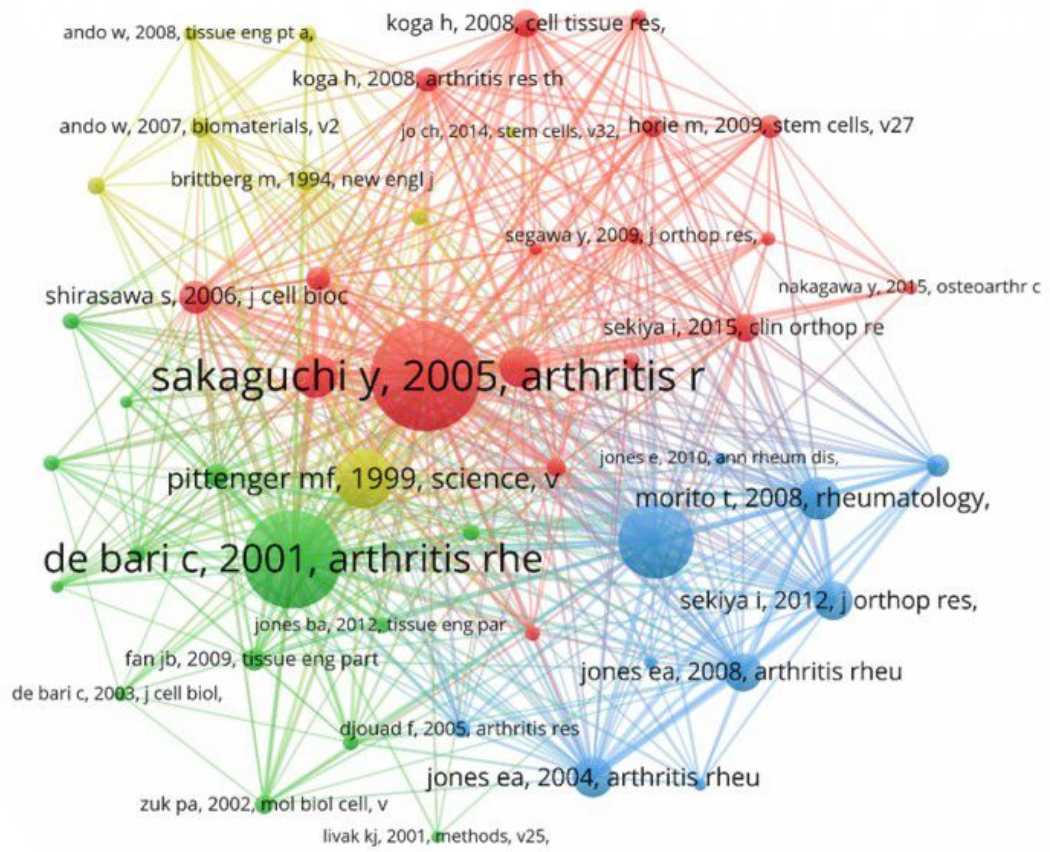 koga h, 2008, cell tissue res,
ando w, 2008, tissue eng pt a,
koga h, 2008, arthritis res th
ando w, 2007, biomaterials, v2
jo ch, 2014, stem cells, v32,
horie m, 2009, stem cells, v27
brittberg m, 1994, new engl j
segawa y, 2009, j orthop res,
nakagawa y, 2015, osteoarthr c
shirasawa s, 2006, j cell bioc
sekiya i, 2015, clin orthop re
sakaguchi y, 2005, arthritis r
jones e, 2010, ann rheum dis,
pittenger mf, 1999, science, v
morito t, 2008, rheumatology,
de bari c, 2001, arthritis rhe
sekiya i, 2012, j orthop res,
jones ba, 2012, tissue eng par
fan jb, 2009, tissue eng part
jones ea, 2008, arthritis rheu
de bari c, 2003, j cell biol,
djouad f, 2005, arthritis res
jones ea, 2004, arthritis rheu
zuk pa, 2002, mol biol cell, v
livak kj, 2001, methods, v25,